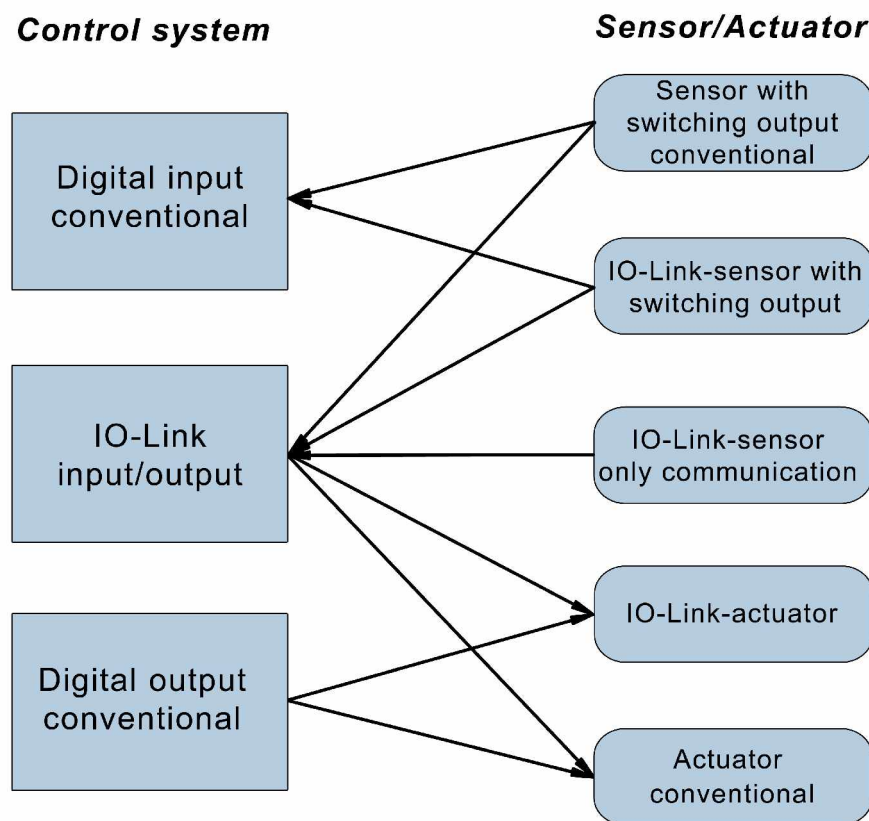 Control system
Sensor/Actuator
Digital input
conventional
IO-Link
input/output
Digital output
conventional
Sensor with
switching output
conventional
IO-Link-sensor with
switching output
IO-Link-sensor
only communication
IO-Link-actuator
Actuator
conventional